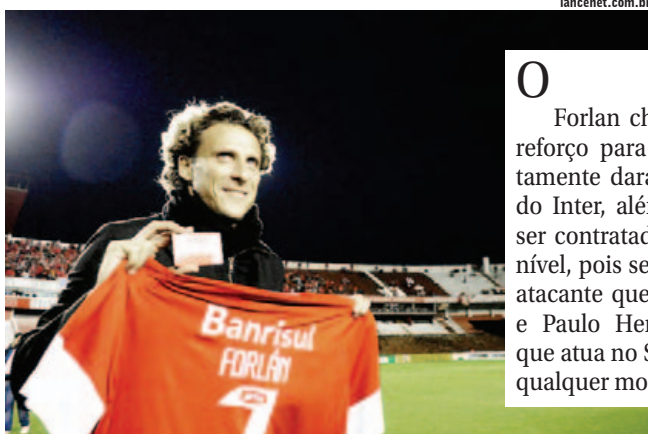 lancenet.com.br
O
Forlan ch
reforço para
tamente dará
do Inter, alé
ser contratad
nível, pois se
atacante que
e Paulo Her
que atua no S
qualquer mo
Banrisul
FORLÁN
7